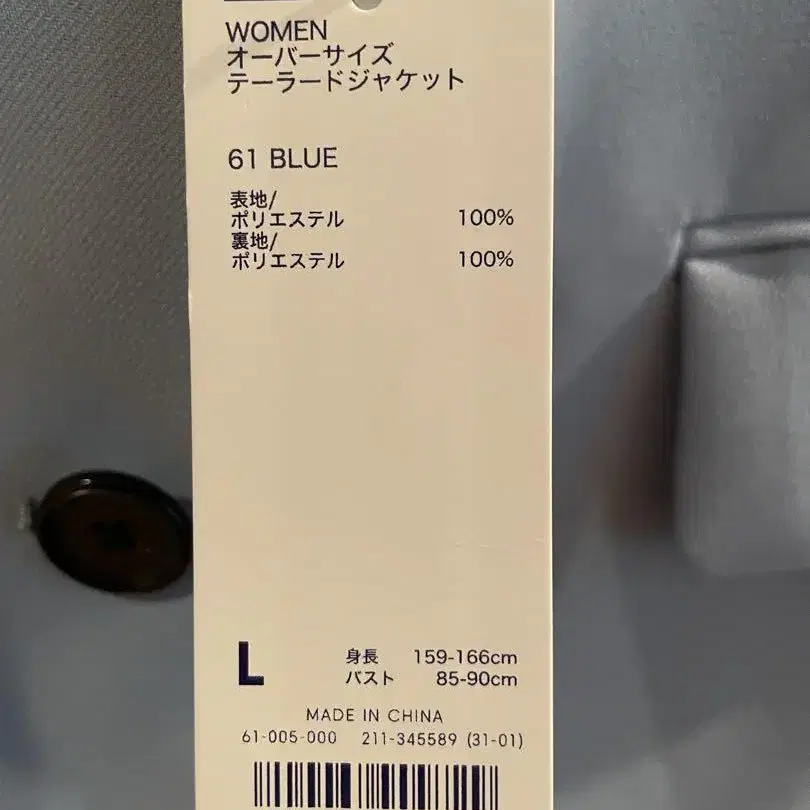 WOMEN
オーバーサイズ
テーラードジャケット
61 BLUE
表地/
ポリエステル 100%
裏地/
ポリエステル 100%
L
身長 159-166cm
バスト 85-90cm
MADE IN CHINA
61-005-000 211-345589 (31-01)